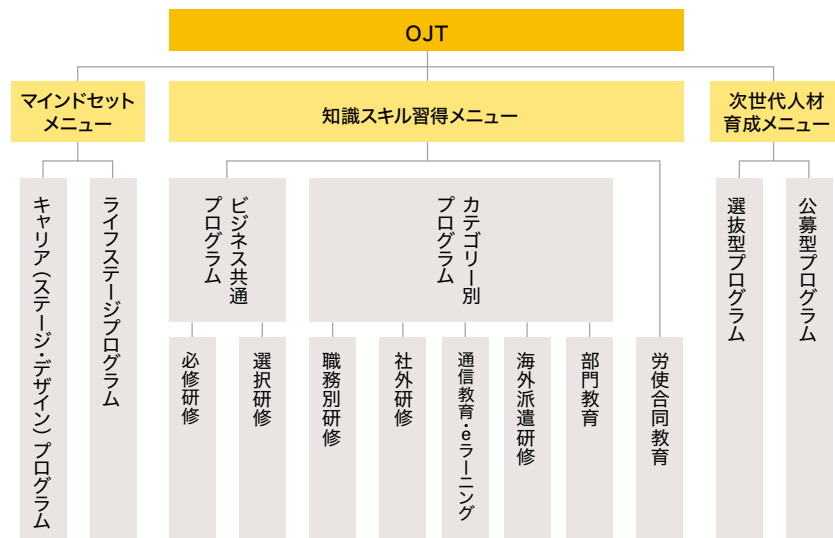 OJT
マインドセット
メニュー
知識スキル習得メニュー
次世代人材
育成メニュー
キャリア（ステージ・デザイン）プログラム
ライフステージプログラム
ビジネス共通
プログラム
カテゴリー別
プログラム
選抜型プログラム
公募型プログラム
必修研修
選択研修
職務別研修
社外研修
通信教育・eラーニング
海外派遣研修
部門教育
労使合同教育